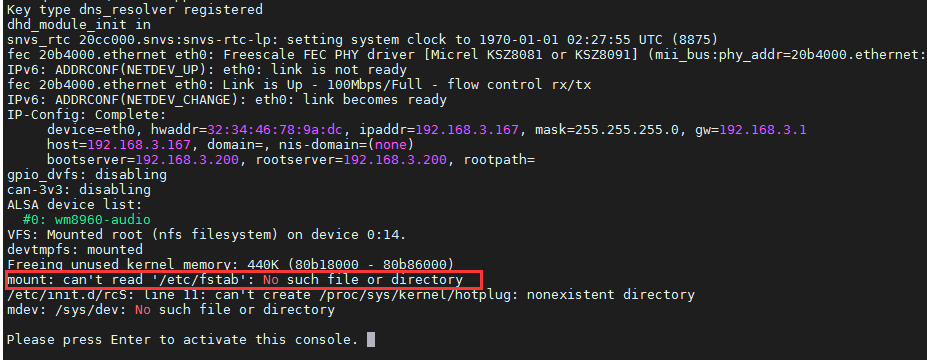 Key type dns_resolver registered
dhd_module_init in
snvs_rtc 20cc000.snvs:snvs-rtc-lp: setting system clock to 1970-01-01 02:27:55 UTC (8875)
fec 20b4000.ethernet eth0: Freescale FEC PHY driver [Micrel KSZ8081 or KSZ8091] (mii_bus:phy_addr=20b4000.ethernet:
IPv6: ADDRCONF(NETDEV_UP): eth0: link is not ready
fec 20b4000.ethernet eth0: Link is Up - 100Mbps/Full - flow control rx/tx
IPv6: ADDRCONF(NETDEV_CHANGE): eth0: link becomes ready
IP-Config: Complete:
     device=eth0, hwaddr=32:34:46:78:9a:dc, ipaddr=192.168.3.167, mask=255.255.255.0, gw=192.168.3.1
     host=192.168.3.167, domain=, nis-domain=(none)
     bootserver=192.168.3.200, rootserver=192.168.3.200, rootpath=
gpio_dvfs: disabling
can-3v3: disabling
ALSA device list:
  #0: wm8960-audio
VFS: Mounted root (nfs filesystem) on device 0:14.
devtmpfs: mounted
Freeing unused kernel memory: 440K (80b18000 - 80b86000)
mount: can't read '/etc/fstab': No such file or directory
/etc/init.d/rcS: line 11: can't create /proc/sys/kernel/hotplug: nonexistent directory
mdev: /sys/dev: No such file or directory
Please press Enter to activate this console.